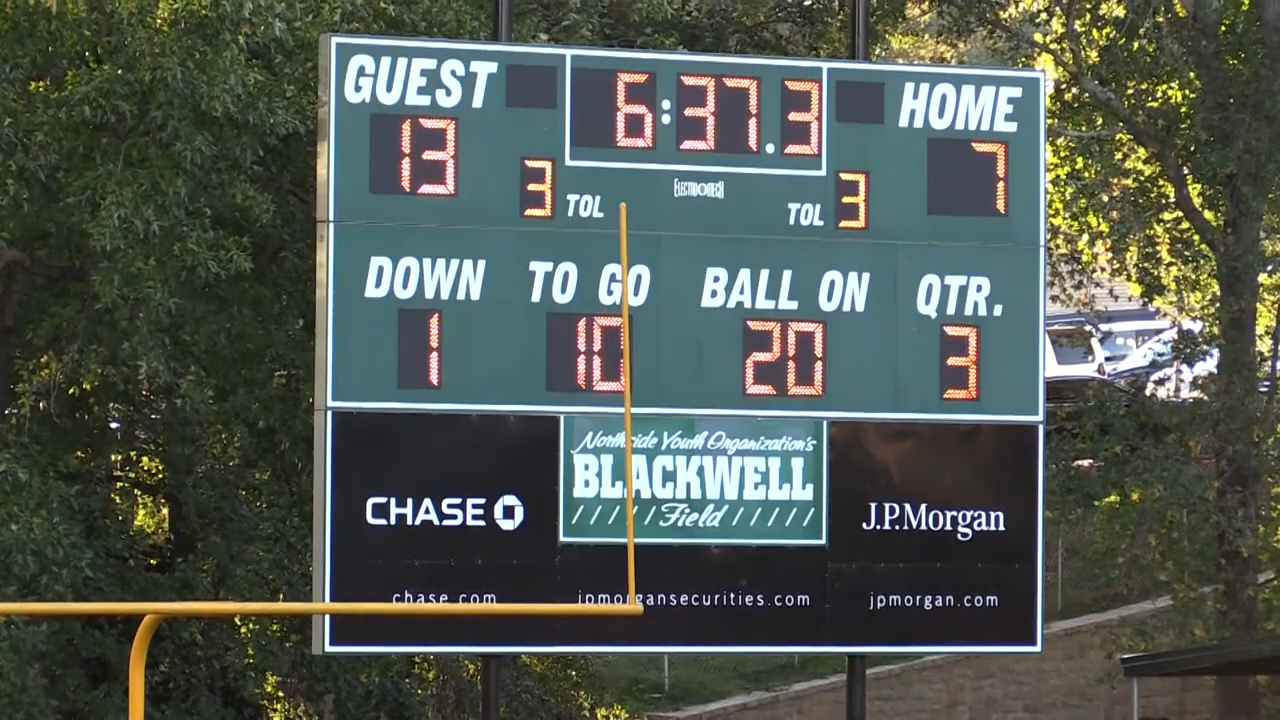 GUEST 6:37.3 HOME
13 3 TOL ELECTRO-MECH TOL 3 7
DOWN TO GO BALL ON QTR.
1 10 20 3
Northside Youth Organization's
BLACKWELL
Field
CHASE J.P.Morgan
chase.com jpmorgansecurities.com jpmorgan.com